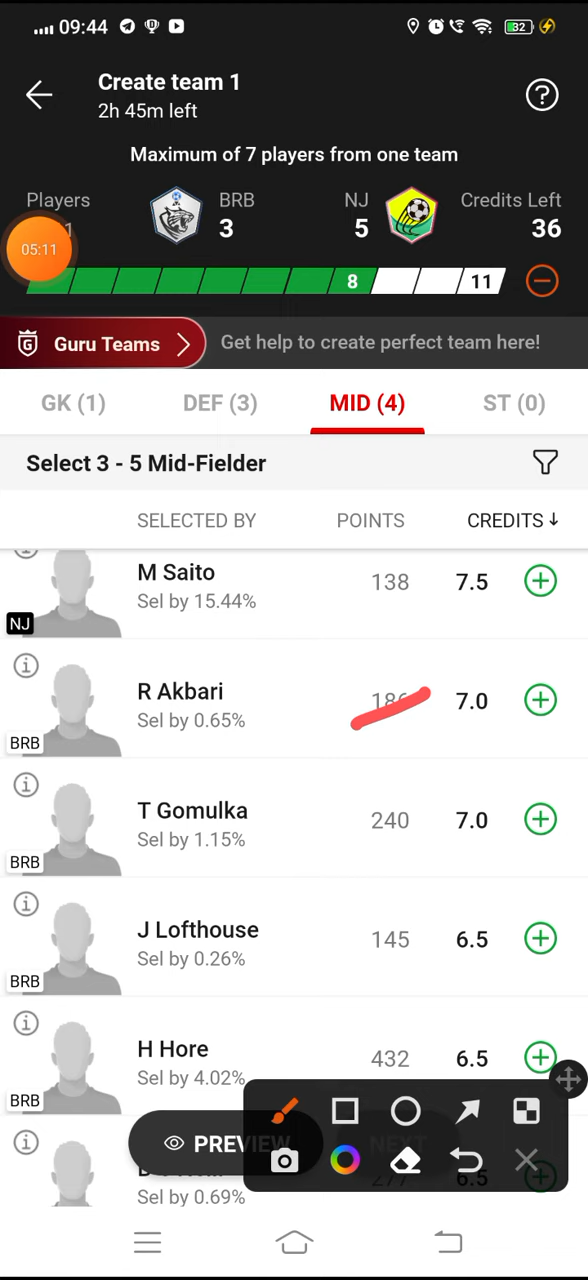 09:44
32
Create team 1
2h 45m left
Maximum of 7 players from one team
Players BRB NJ Credits Left
3 5 36
05:11
8 11
Guru Teams Get help to create perfect team here!
GK (1) DEF (3) MID (4) ST (0)
Select 3 - 5 Mid-Fielder
SELECTED BY POINTS CREDITS
M Saito 138 7.5
Sel by 15.44%
NJ
R Akbari 7.0
Sel by 0.65%
BRB
T Gomulka 240 7.0
Sel by 1.15%
BRB
J Lofthouse 145 6.5
Sel by 0.26%
BRB
H Hore 432 6.5
Sel by 4.02%
BRB
PREVIEW NEXT
277 6.5
Sel by 0.69%